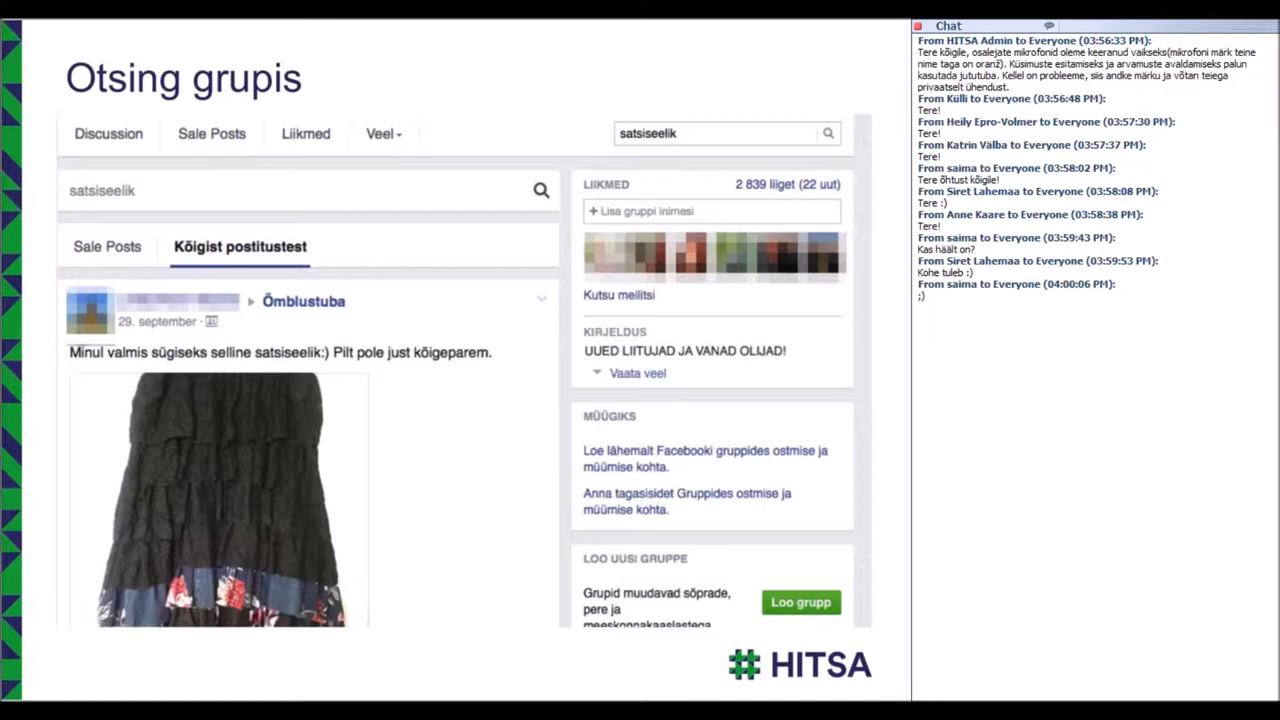 Otsing grupis
Discussion Sale Posts Liikmed Veel
satsiseelik
satsiseelik
Sale Posts Kõigist postitustest
Õmblustuba
29. september ·
Minul valmis sügiseks selline satsiseelik:) Pilt pole just kõigeparem.
LIIKMED 2 839 liiget (22 uut)
+ Lisa gruppi inimesi
Kutsu meilitsi
KIRJELDUS
UUED LIITUJAD JA VANAD OLIJAD!
Vaata veel
MÜÜGIKS
Loe lähemalt Facebooki gruppides ostmise ja
müümise kohta.
Anna tagasisidet Gruppides ostmise ja
müümise kohta.
LOO UUSI GRUPPE
Grupid muudavad sõprade,
pere ja
meeskonnakaaslastega
Loo grupp
HITSA
Chat
From HITSA Admin to Everyone (03:56:33 PM):
Tere kõigile, osalejate mikrofonid oleme keeranud vaikseks(mikrofoni märk teine
nime taga on oranž). Küsimuste esitamiseks ja arvamuste avaldamiseks palun
kasutada jututuba. Kellel on probleeme, siis andke märku ja võtan teiega
privaatselt ühendust.
From Külli to Everyone (03:56:48 PM):
Tere!
From Heily Epro-Volmer to Everyone (03:57:30 PM):
Tere!
From Katrin Välba to Everyone (03:57:37 PM):
Tere!
From saima to Everyone (03:58:02 PM):
Tere õhtust kõigile!
From Siret Lahemaa to Everyone (03:58:08 PM):
Tere :)
From Anne Kaare to Everyone (03:58:38 PM):
Tere!
From saima to Everyone (03:59:43 PM):
Kas häält on?
From Siret Lahemaa to Everyone (03:59:53 PM):
Kohe tuleb :)
From saima to Everyone (04:00:06 PM):
;)